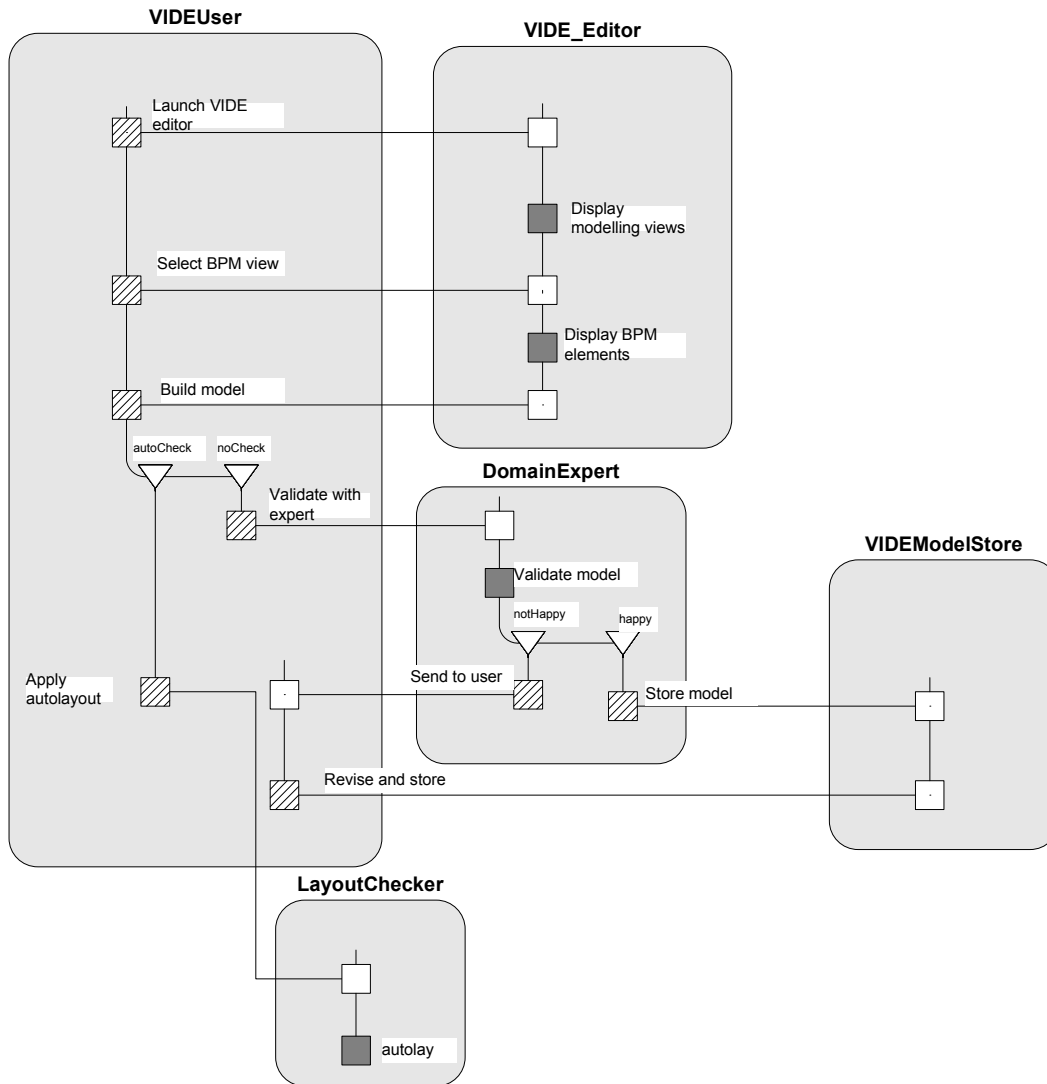 VIDEUser
VIDE_Editor
Launch VIDE
editor
Display
modelling views
Select BPM view
Display BPM
elements
Build model
autoCheck
noCheck
DomainExpert
Validate with
expert
VIDEModelStore
Validate model
notHappy
happy
Send to user
Apply
autolayout
Store model
Revise and store
LayoutChecker
autolay